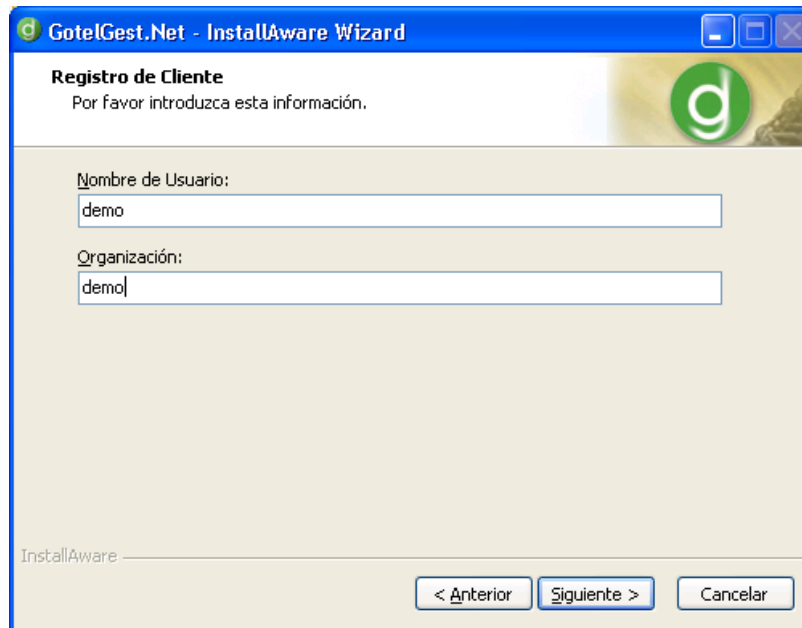 GotelGest.Net - InstallAware Wizard
Registro de Cliente
Por favor introduzca esta información.
Nombre de Usuario:
demo
Organización:
demo
InstallAware
< Anterior Siguiente > Cancelar